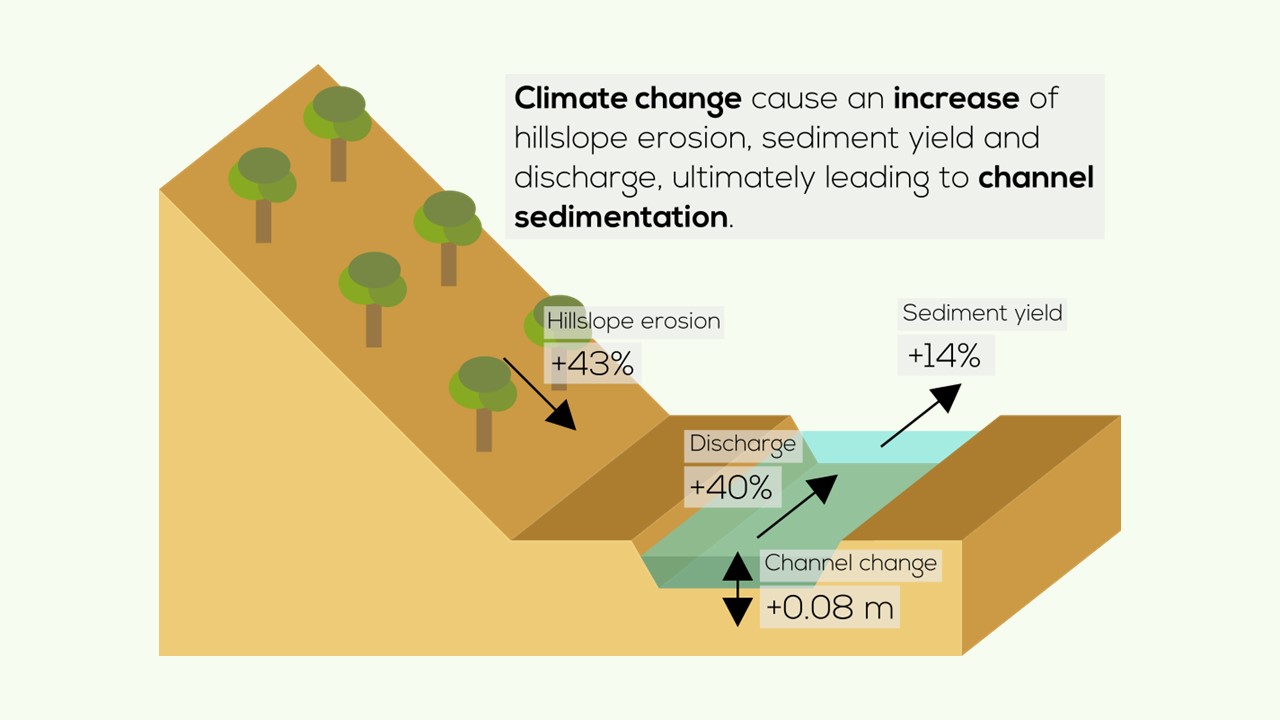 Climate change cause an increase of
hillslope erosion, sediment yield and
discharge, ultimately leading to channel
sedimentation.
Hillslope erosion
+43%
Sediment yield
+14%
Discharge
+40%
Channel change
+0.08 m